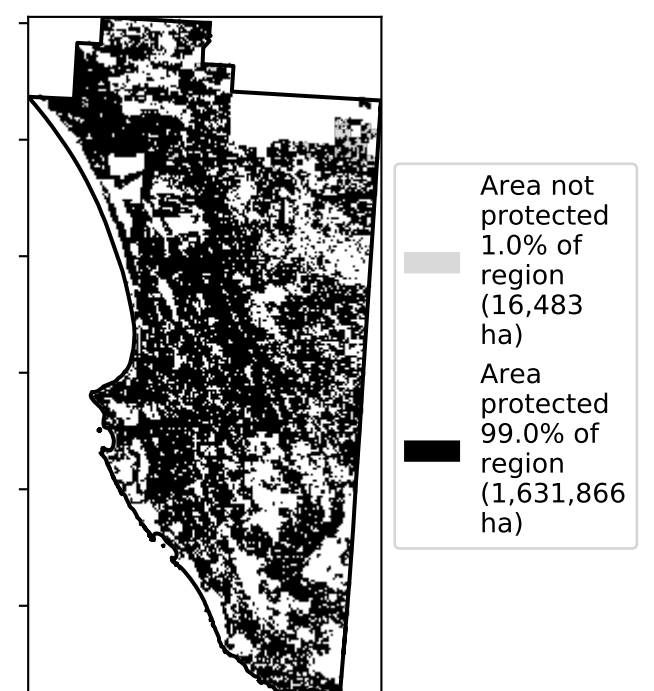 Area not
protected
1.0% of
region
(16,483
ha)
Area
protected
99.0% of
region
(1,631,866
ha)